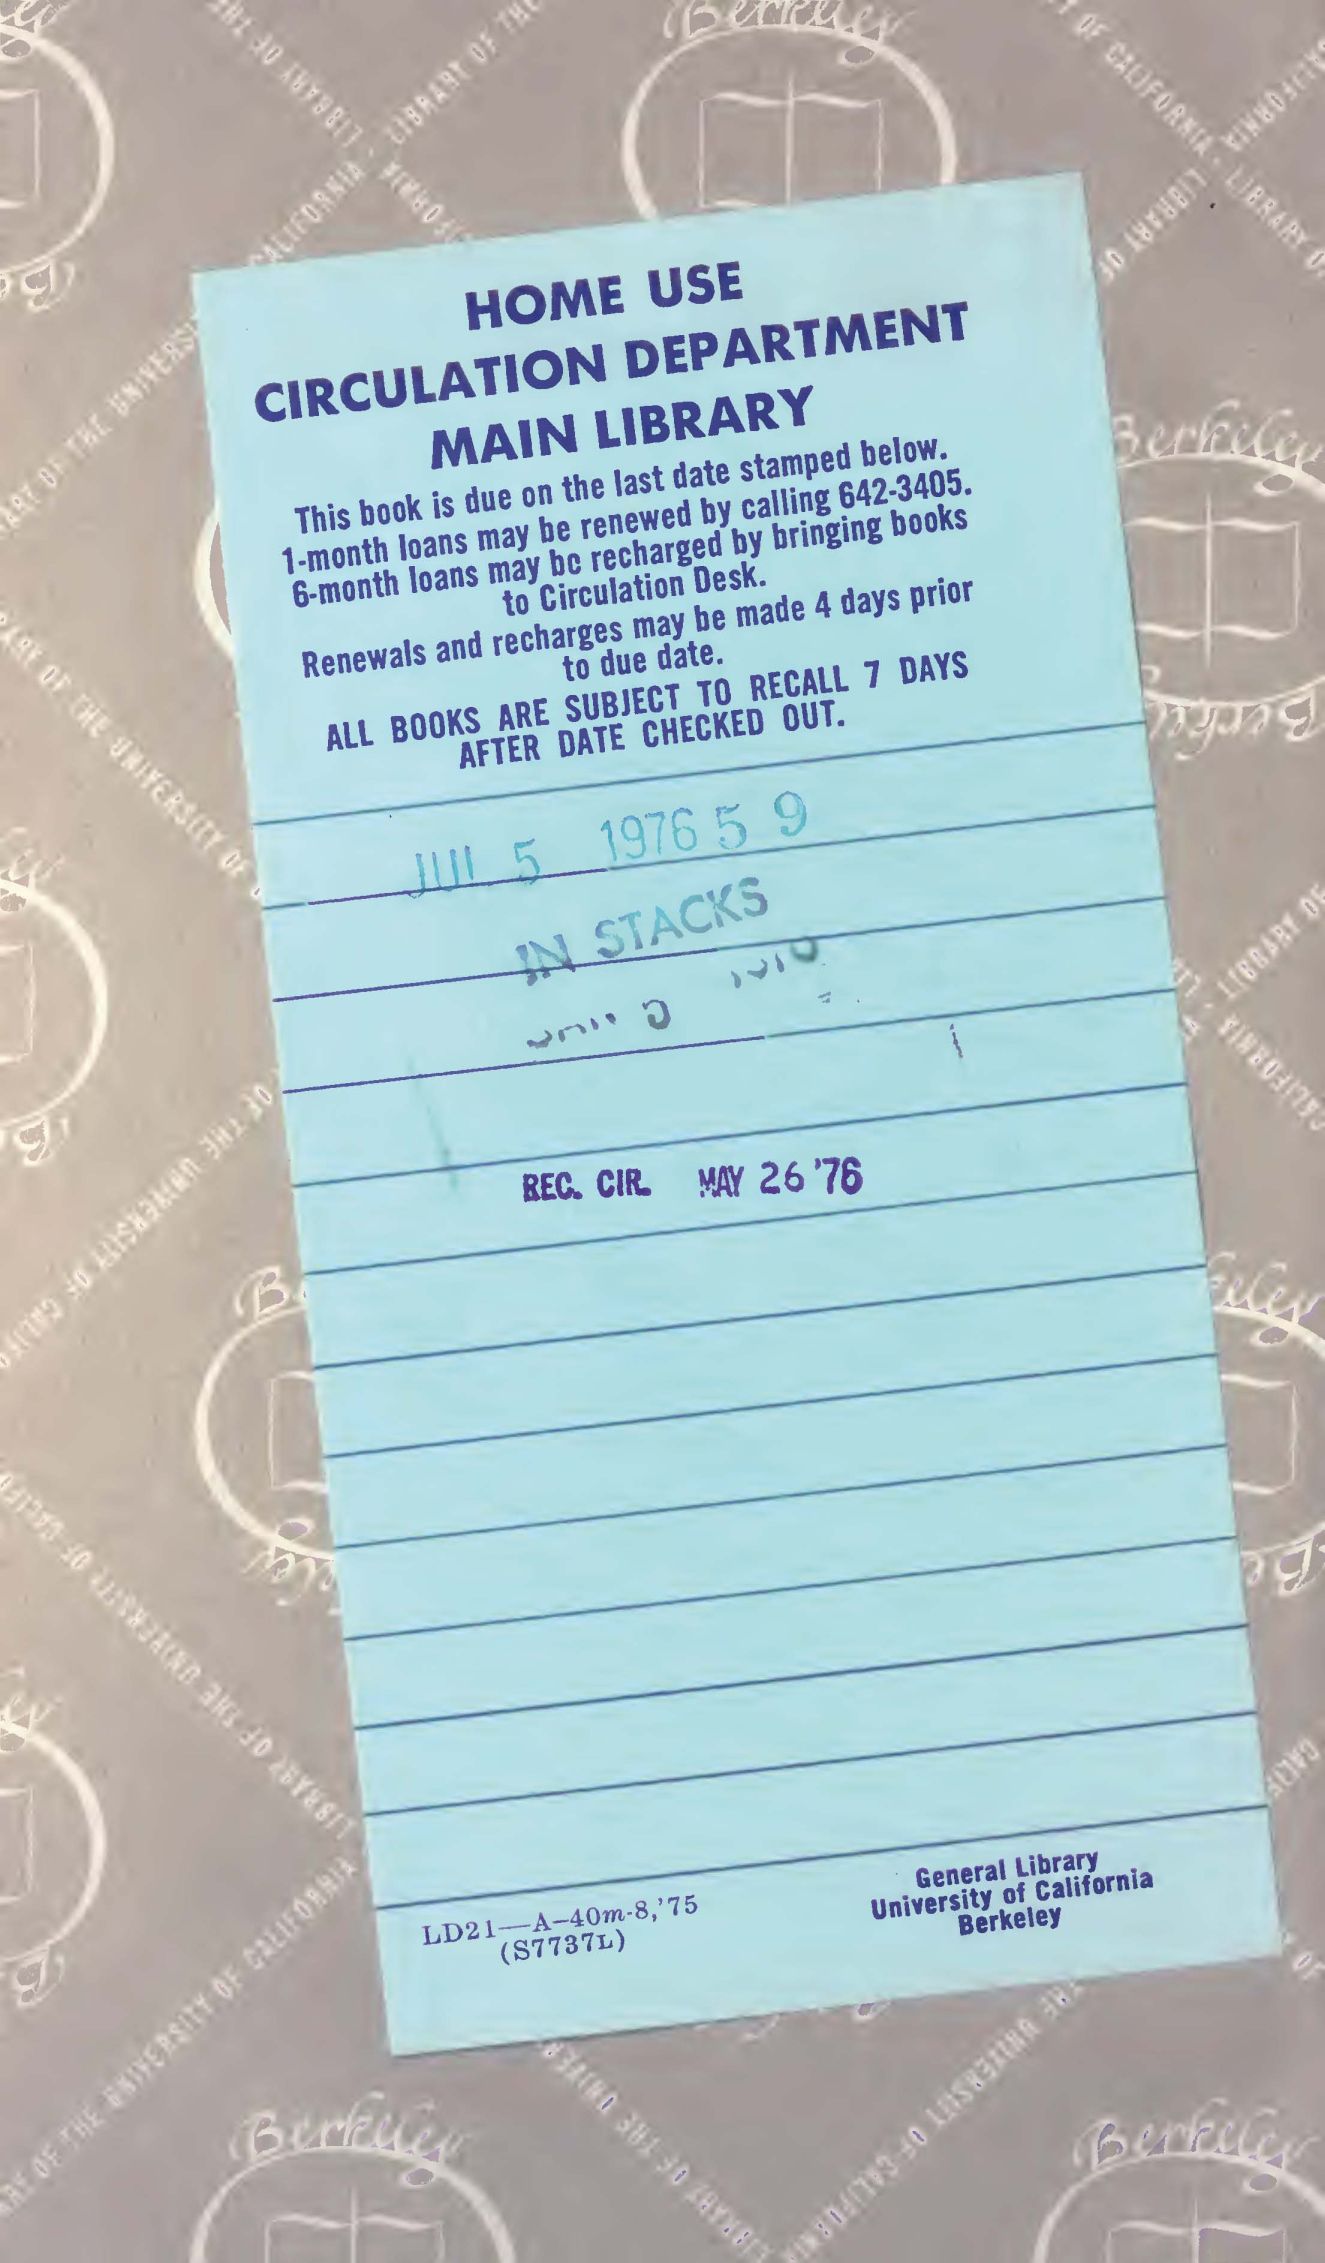 HOME USE
CIRCULATION DEPARTMENT
MAIN LIBRARY
This book is due on the last date stamped below.
1-month loans may be renewed by calling 642-3405.
6-month loans may be recharged by bringing books
to Circulation Desk.
Renewals and recharges may be made 4 days prior
to due date.
ALL BOOKS ARE SUBJECT TO RECALL 7 DAYS
AFTER DATE CHECKED OUT.
JUL 5 1976 5 9
IN STACKS
REC. CIR. MAY 26 '76
LD21—A-40m-8,'75
(S7737L)
General Library
University of California
Berkeley